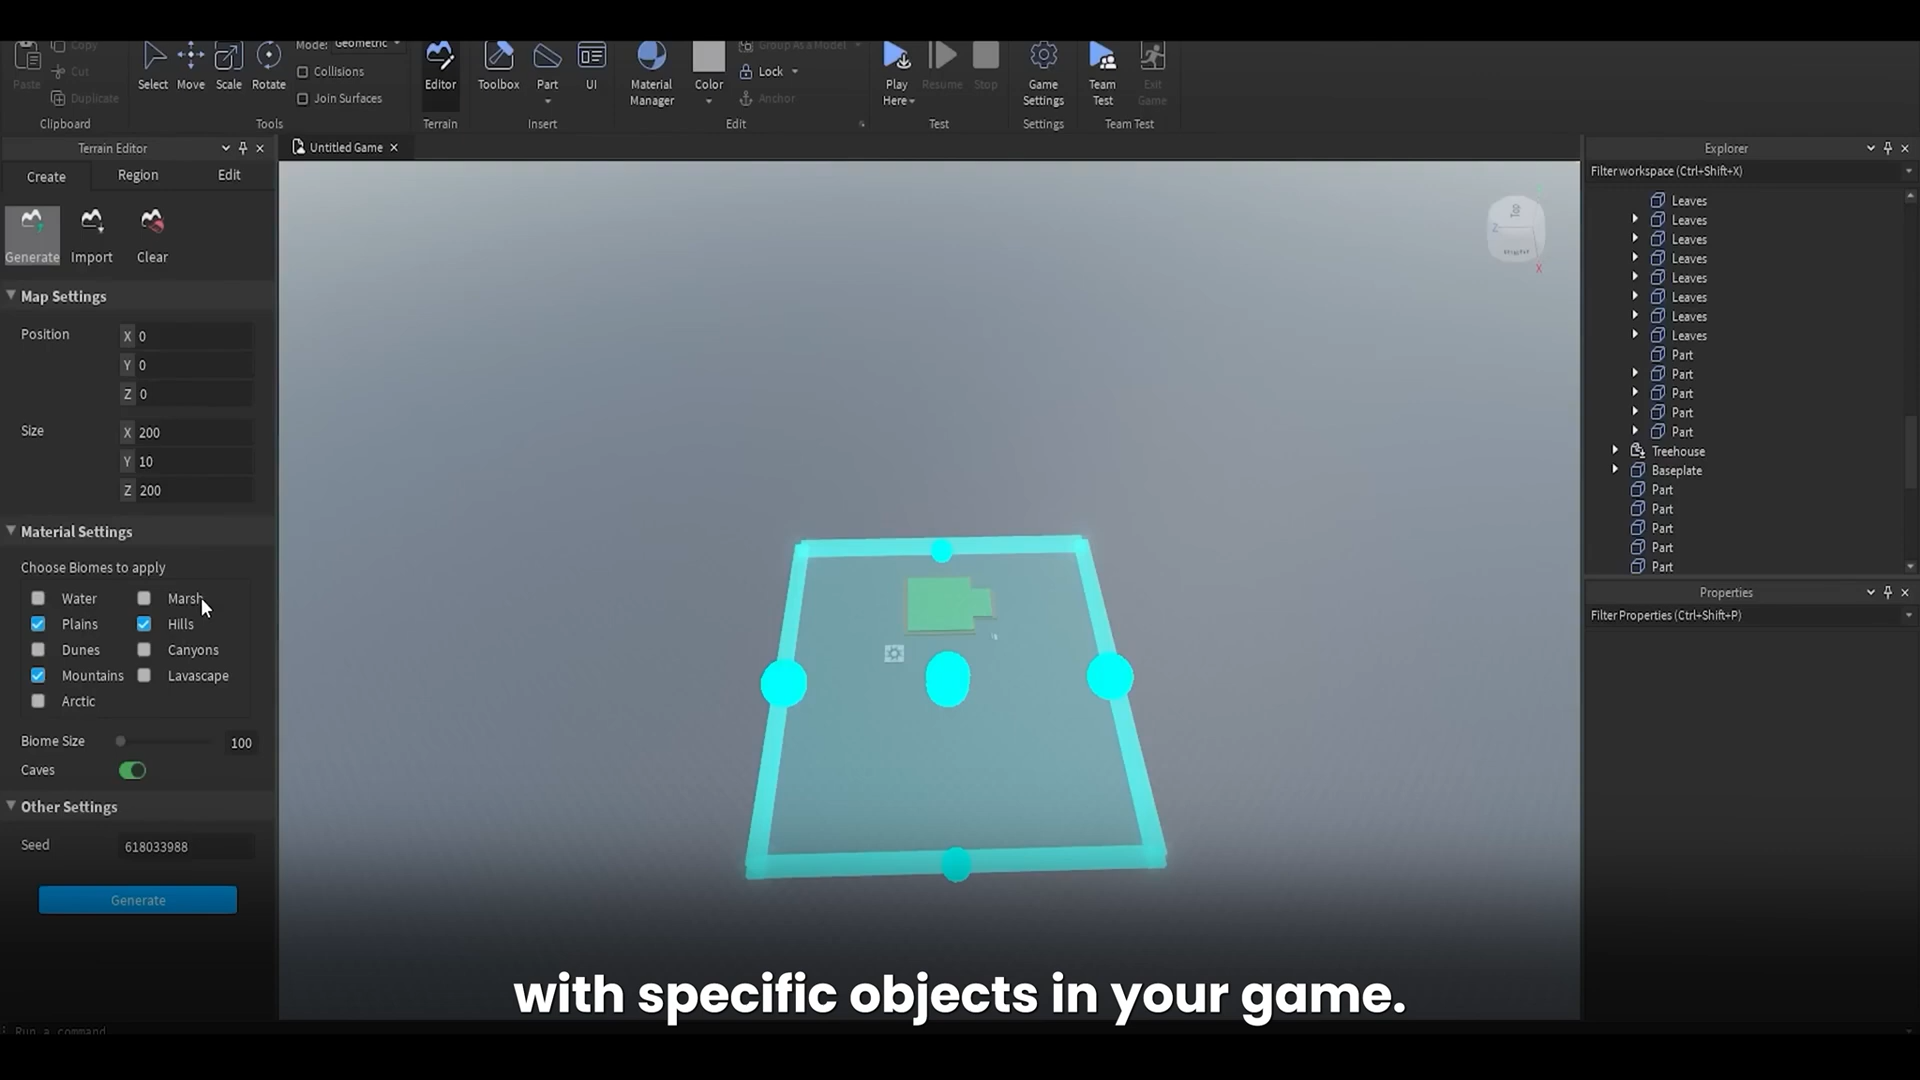 Copy
Mode: Geometric
Group As a Model
Paste
Cut
Collisions
Lock
Duplicate
Select
Move
Scale
Rotate
Join Surfaces
Editor
Toolbox
Part
UI
Material
Manager
Color
Anchor
Play
Here
Resume
Stop
Game
Settings
Team
Test
Exit
Game
Clipboard
Tools
Terrain
Insert
Edit
Test
Settings
Team Test
Terrain Editor
Untitled Game
Explorer
Create
Region
Edit
Filter workspace (Ctrl+Shift+X)
Generate
Import
Clear
Map Settings
Position
X 0
Y 0
Z 0
Size
X 200
Y 10
Z 200
Material Settings
Choose Biomes to apply
Water
Marsh
Plains
Hills
Dunes
Canyons
Mountains
Lavascape
Arctic
Biome Size
100
Caves
Other Settings
Seed
618033988
Generate
Top
Z
X
Leaves
Leaves
Leaves
Leaves
Leaves
Leaves
Leaves
Leaves
Part
Part
Part
Part
Part
Treehouse
Baseplate
Part
Part
Part
Part
Part
Properties
Filter Properties (Ctrl+Shift+P)
with specific objects in your game.
Run a command